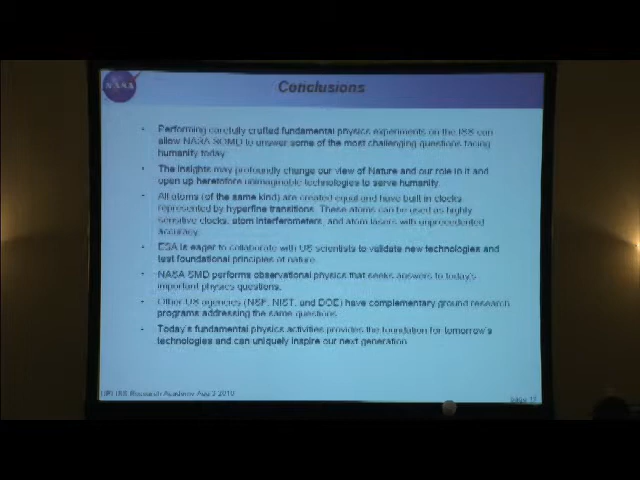 NASA
Conclusions
- Performing carefully crafted fundamental physics experiments on the ISS can
allow NASA SOMD to answer some of the most challenging questions facing
humanity today.
- The insights may profoundly change our view of Nature and our role in it and
open up heretofore unimaginable technologies to serve humanity.
- All atoms (of the same kind) are created equal and have built in clocks
represented by hyperfine transitions. These atoms can be used as highly
sensitive clocks, atom interferometers, and atom lasers with unprecedented
accuracy.
- ESA is eager to collaborate with US scientists to validate new technologies and
test foundational principles of nature.
- NASA SMD performs observational physics that seeks answers to today's
important physics questions.
- Other US agencies (NSF, NIST, and DOE) have complementary ground research
programs addressing the same questions.
- Today's fundamental physics activities provides the foundation for tomorrow's
technologies and can uniquely inspire our next generation.
ISS Research Academy Aug 3 2010
page